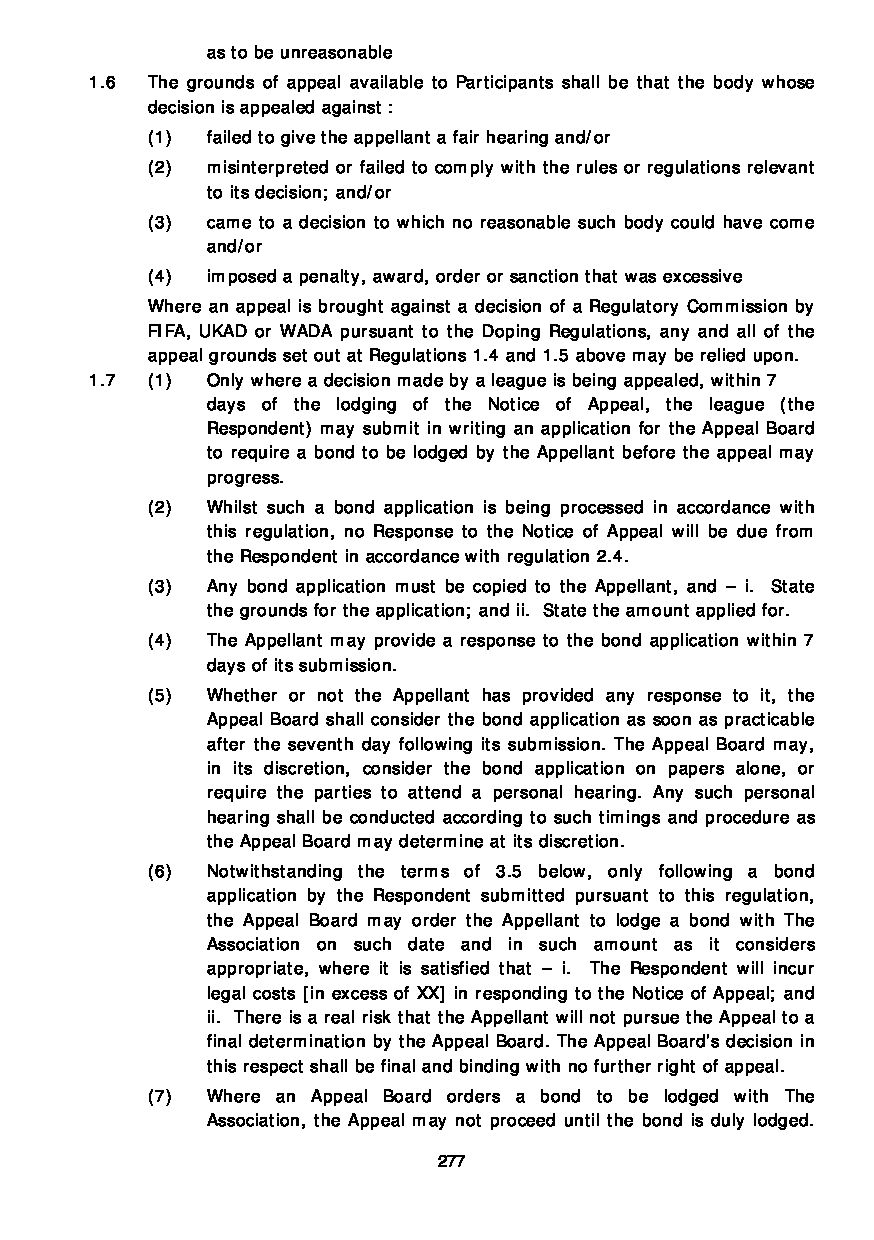 as to be unreasonable
1.6 The grounds of appeal available to Participants shall be that the body whose
decision is appealed against :
(1) failed to give the appellant a fair hearing and/or
(2) misinterpreted or failed to comply with the rules or regulations relevant
to its decision; and/or
(3) came to a decision to which no reasonable such body could have come
and/or
(4) imposed a penalty, award, order or sanction that was excessive
Where an appeal is brought against a decision of a Regulatory Commission by
FIFA, UKAD or WADA pursuant to the Doping Regulations, any and all of the
appeal grounds set out at Regulations 1.4 and 1.5 above may be relied upon.
1.7 (1) Only where a decision made by a league is being appealed, within 7
days of the lodging of the Notice of Appeal, the league (the
Respondent) may submit in writing an application for the Appeal Board
to require a bond to be lodged by the Appellant before the appeal may
progress.
(2) Whilst such a bond application is being processed in accordance with
this regulation, no Response to the Notice of Appeal will be due from
the Respondent in accordance with regulation 2.4.
(3) Any bond application must be copied to the Appellant, and – i. State
the grounds for the application; and ii. State the amount applied for.
(4) The Appellant may provide a response to the bond application within 7
days of its submission.
(5) Whether or not the Appellant has provided any response to it, the
Appeal Board shall consider the bond application as soon as practicable
after the seventh day following its submission. The Appeal Board may,
in its discretion, consider the bond application on papers alone, or
require the parties to attend a personal hearing. Any such personal
hearing shall be conducted according to such timings and procedure as
the Appeal Board may determine at its discretion.
(6) Notwithstanding the terms of 3.5 below, only following a bond
application by the Respondent submitted pursuant to this regulation,
the Appeal Board may order the Appellant to lodge a bond with The
Association on such date and in such amount as it considers
appropriate, where it is satisfied that – i. The Respondent will incur
legal costs [in excess of XX] in responding to the Notice of Appeal; and
ii. There is a real risk that the Appellant will not pursue the Appeal to a
final determination by the Appeal Board. The Appeal Board's decision in
this respect shall be final and binding with no further right of appeal.
(7) Where an Appeal Board orders a bond to be lodged with The
Association, the Appeal may not proceed until the bond is duly lodged.
277